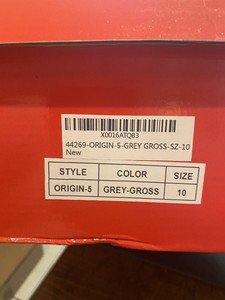 X0016ATQB3
44269-ORIGIN-5-GREY GROSS-SZ-10
New
STYLE COLOR SIZE
ORIGIN-5 GREY-GROSS 10